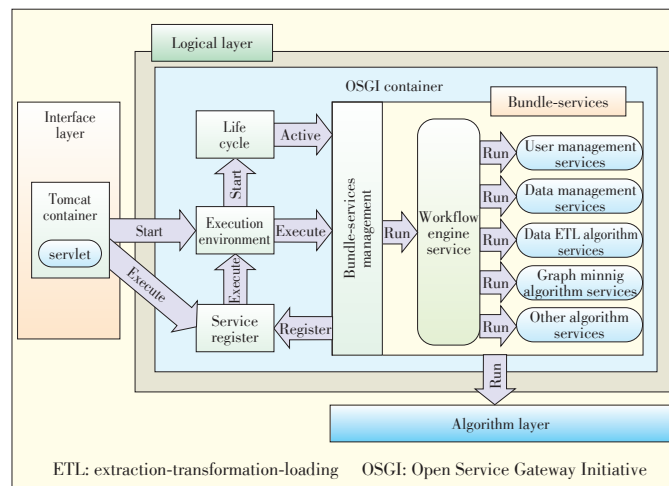 Logical layer
OSGI container
Bundle-services
Interface
layer
Tomcat
container
servlet
Life
cycle
Active
Start
Start
Execution
environment
Execute
Execute
Execute
Service
register
Register
Bundle-services
management
Run
Workflow
engine
service
Run
User management
services
Run
Data management
services
Run
Data ETL algorithm
services
Run
Graph minnig
algorithm services
Run
Other algorithm
services
Run
Algorithm layer
ETL: extraction-transformation-loading
OSGI: Open Service Gateway Initiative